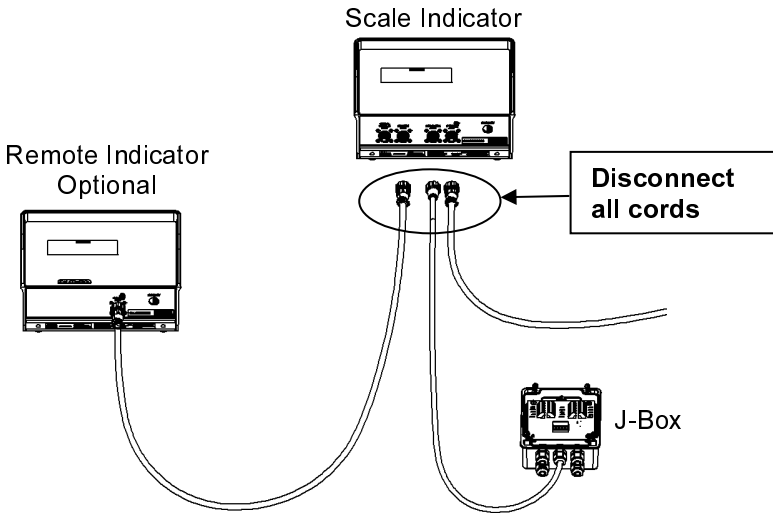 Scale Indicator
Remote Indicator
Optional
Disconnect
all cords
J-Box